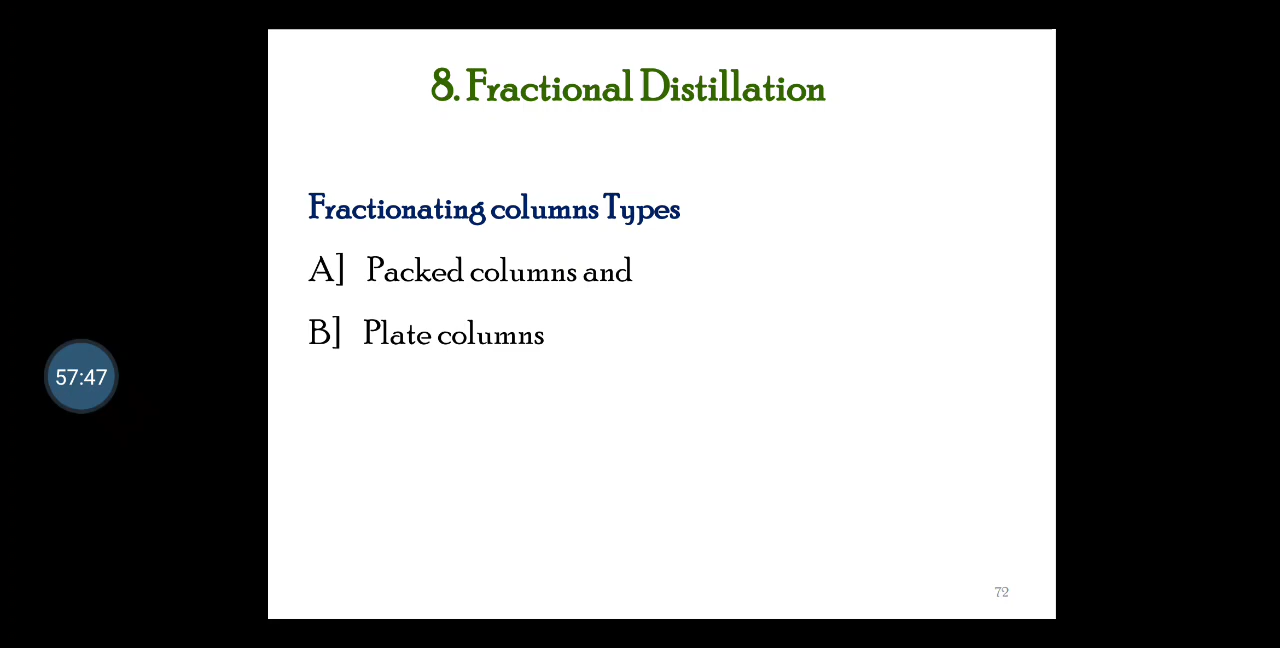 8. Fractional Distillation
Fractionating columns Types
A] Packed columns and
B] Plate columns
57:47
72